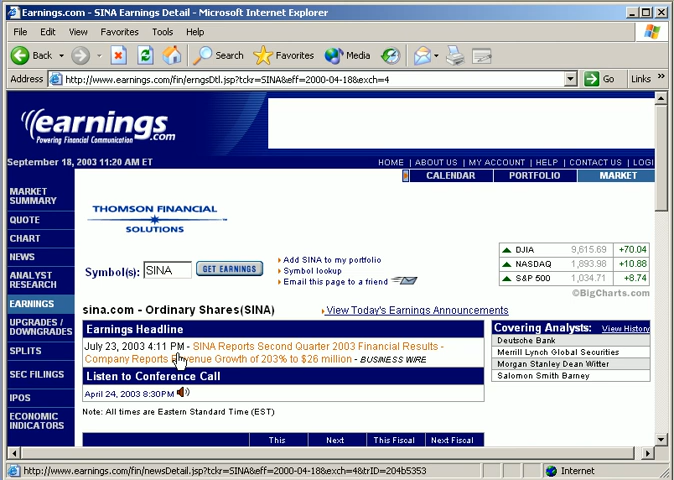 Earnings.com - SINA Earnings Detail - Microsoft Internet Explorer
File Edit View Favorites Tools Help
Back Search Favorites Media
Address http://www.earnings.com/fin/erngsDtl.jsp?tckr=SINA&eff=2000-04-18&exch=4 Go Links »
earnings.com
Powering Financial Communication
September 18, 2003 11:20 AM ET
HOME | ABOUT US | MY ACCOUNT | HELP | CONTACT US | LOGI
CALENDAR PORTFOLIO MARKET
MARKET SUMMARY
QUOTE
CHART
NEWS
ANALYST RESEARCH
EARNINGS
UPGRADES / DOWNGRADES
SPLITS
SEC FILINGS
IPOS
ECONOMIC INDICATORS
THOMSON FINANCIAL
SOLUTIONS
Symbol(s): SINA GET EARNINGS
Add SINA to my portfolio
Symbol lookup
Email this page to a friend
DJIA 9,615.69 +70.04
NASDAQ 1,893.98 +10.88
S&P 500 1,034.71 +8.74
©BigCharts.com
sina.com - Ordinary Shares(SINA)
View Today's Earnings Announcements
Earnings Headline
July 23, 2003 4:11 PM - SINA Reports Second Quarter 2003 Financial Results -
Company Reports Revenue Growth of 203% to $26 million - BUSINESS WIRE
Listen to Conference Call
April 24, 2003 8:30PM
Note: All times are Eastern Standard Time (EST)
Covering Analysts: View History
Deutsche Bank
Merrill Lynch Global Securities
Morgan Stanley Dean Witter
Salomon Smith Barney
This Next This Fiscal Next Fiscal
http://www.earnings.com/fin/newsDetail.jsp?tckr=SINA&eff=2000-04-18&exch=4&trID=204b5353 Internet